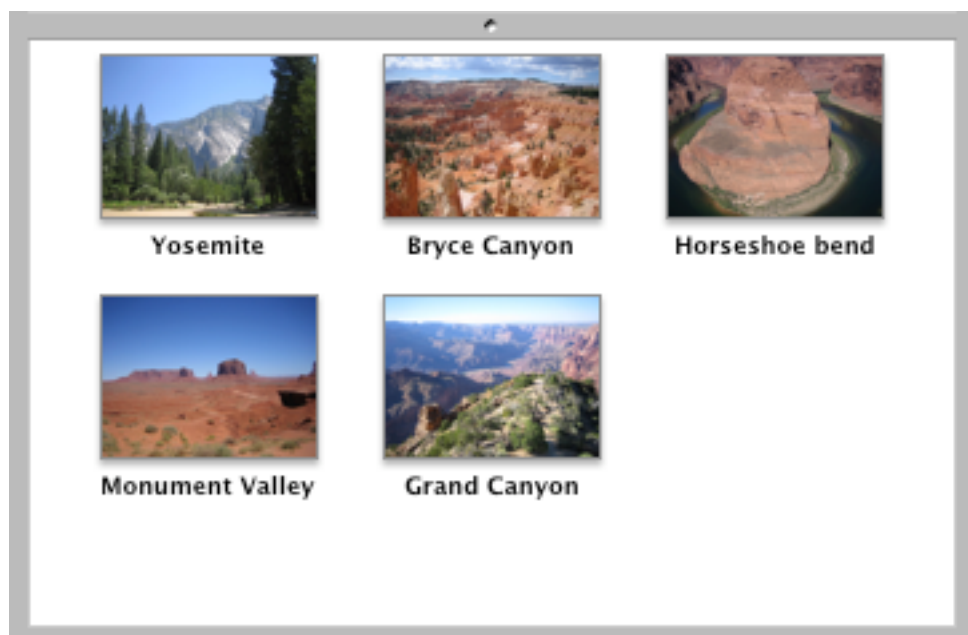 Yosemite
Bryce Canyon
Horseshoe bend
Monument Valley
Grand Canyon